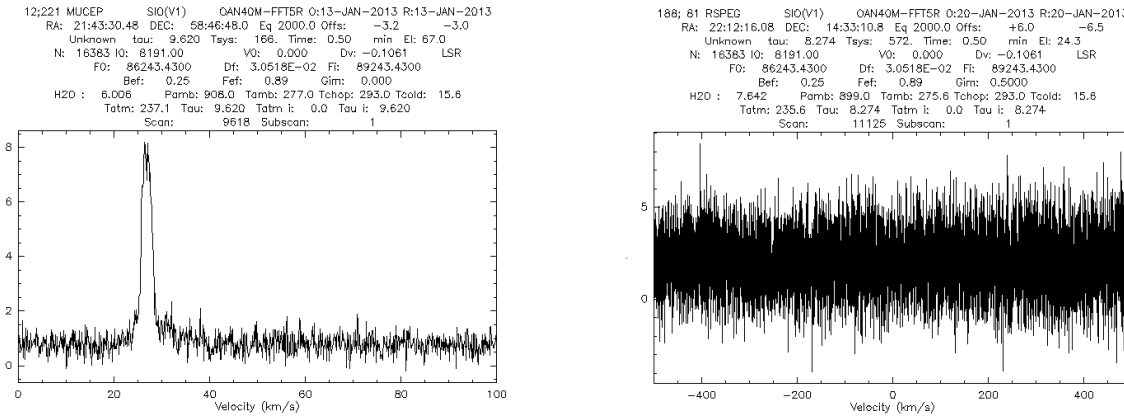 12;221 MUCEP SIO(V1) OAN40M-FFT5R O:13-JAN-2013 R:13-JAN-2013
RA: 21:43:30.48 DEC: 58:46:48.0 Eq 2000.0 Offs: -3.2 -3.0
Unknown tau: 9.620 Tsys: 166. Time: 0.50 min El: 67.0
N: 16383 I0: 8191.00 V0: 0.000 Dv: -0.1061 LSR
F0: 86243.4300 Df: 3.0518E-02 Fi: 89243.4300
Bef: 0.25 Fef: 0.89 Gim: 0.000
H2O : 6.006 Pamb: 908.0 Tamb: 277.0 Tchop: 293.0 Tcold: 15.6
Tatm: 237.1 Tau: 9.620 Tatm i: 0.0 Tau i: 9.620
Scan: 9618 Subscan: 1
8
6
4
2
0
0 20 40 60 80 100
Velocity (km/s)
188; 81 RSPEG SIO(V1) OAN40M-FFT5R O:20-JAN-2013 R:20-JAN-2013
RA: 22:12:16.08 DEC: 14:33:10.8 Eq 2000.0 Offs: +6.0 -6.5
Unknown tau: 8.274 Tsys: 572. Time: 0.50 min El: 24.3
N: 16383 I0: 8191.00 V0: 0.000 Dv: -0.1061 LSR
F0: 86243.4300 Df: 3.0518E-02 Fi: 89243.4300
Bef: 0.25 Fef: 0.89 Gim: 0.5000
H2O : 7.642 Pamb: 899.0 Tamb: 275.6 Tchop: 293.0 Tcold: 15.6
Tatm: 235.6 Tau: 8.274 Tatm i: 0.0 Tau i: 8.274
Scan: 11125 Subscan: 1
5
0
-400 -200 0 200 400
Velocity (km/s)